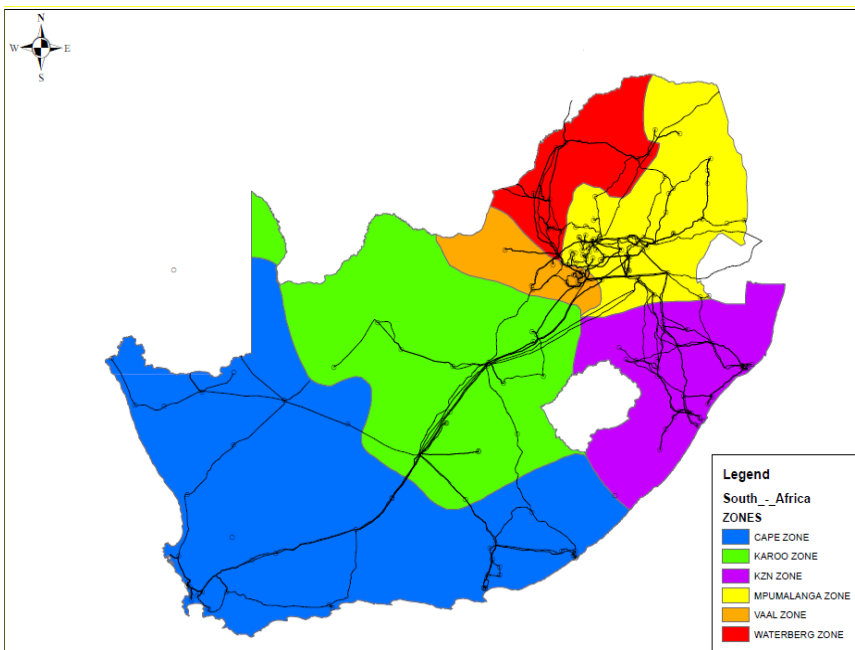 N
W E
S
Legend
South_-_Africa
ZONES
CAPE ZONE
KAROO ZONE
KZN ZONE
MPUMALANGA ZONE
VAAL ZONE
WATERBERG ZONE